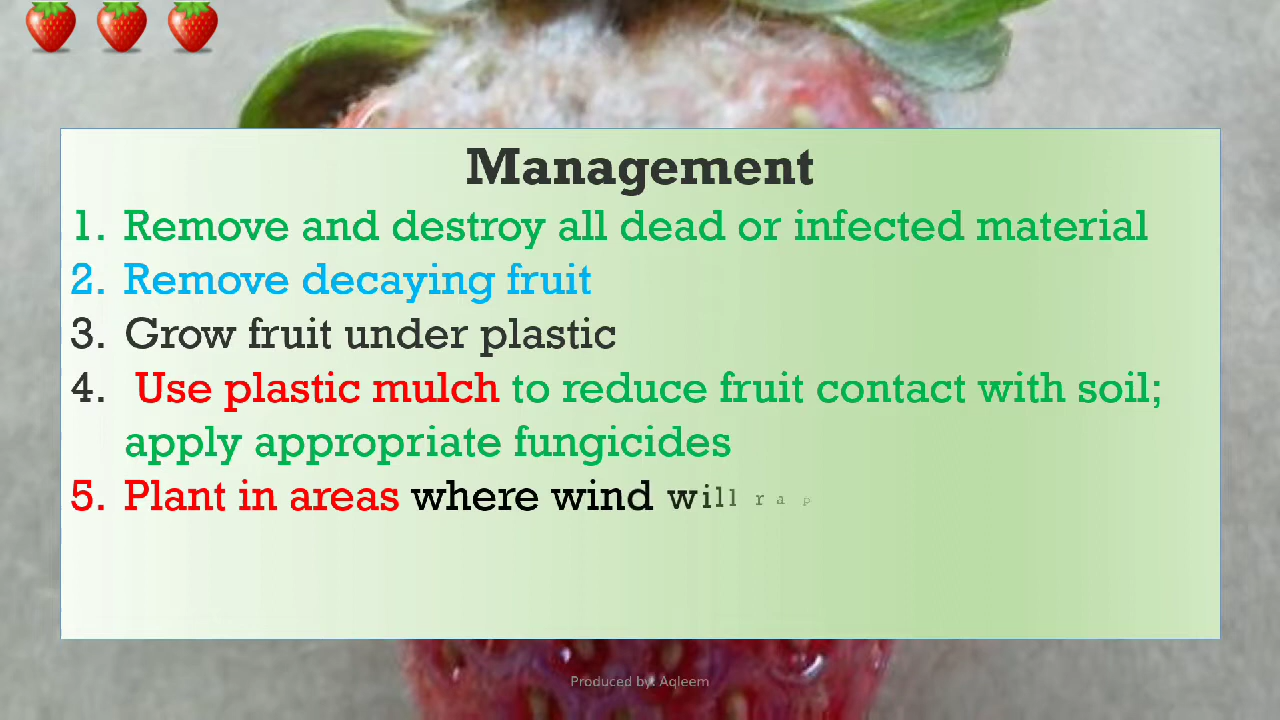 Management
1. Remove and destroy all dead or infected material
2. Remove decaying fruit
3. Grow fruit under plastic
4. Use plastic mulch to reduce fruit contact with soil;
apply appropriate fungicides
5. Plant in areas where wind will r a p
Produced by: Aqleem